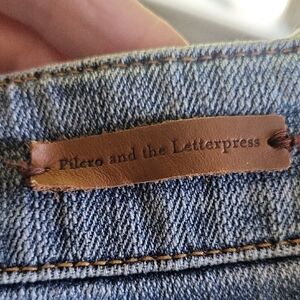 Pilcro and the Letterpress